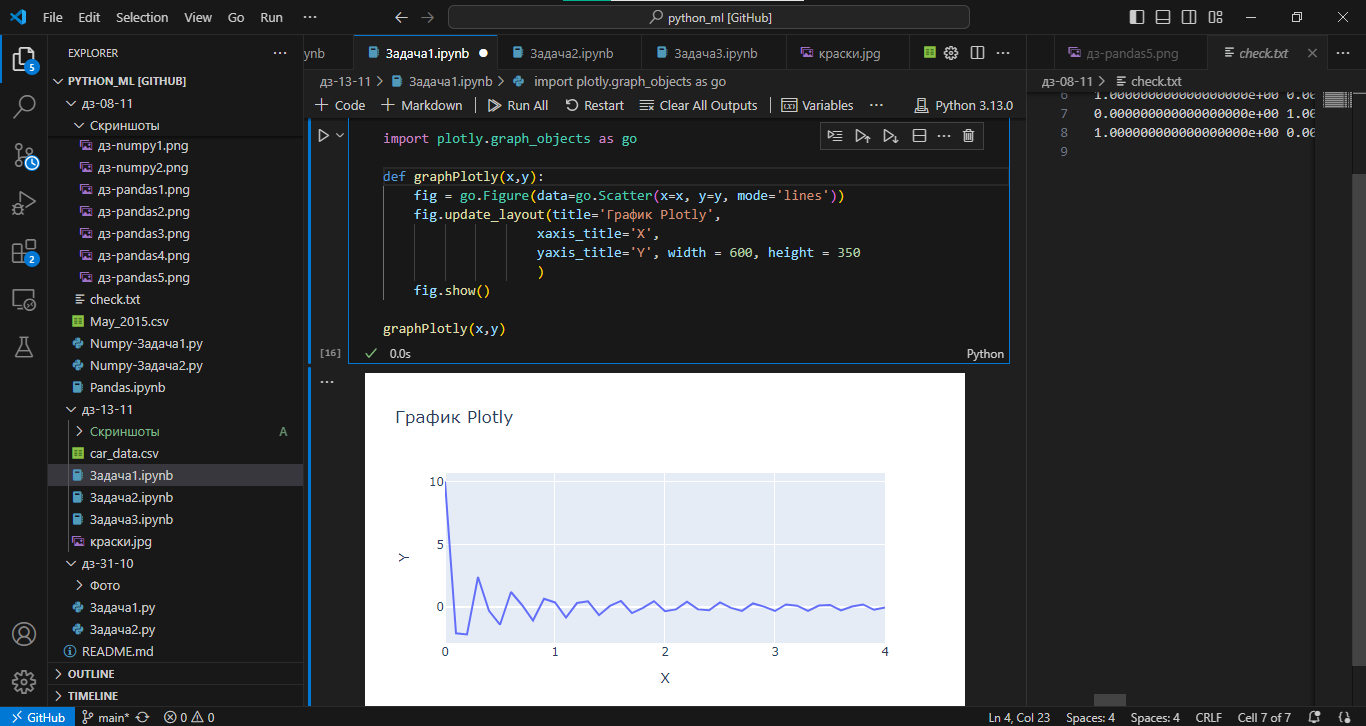 File Edit Selection View Go Run ···
python_ml [GitHub]
EXPLORER ···
PYTHON_ML [GITHUB]
дз-08-11
Скриншоты
дз-numpy1.png
дз-numpy2.png
дз-pandas1.png
дз-pandas2.png
дз-pandas3.png
дз-pandas4.png
дз-pandas5.png
check.txt
May_2015.csv
Numpy-Задача1.py
Numpy-Задача2.py
Pandas.ipynb
дз-13-11
Скриншоты A
car_data.csv
Задача1.ipynb
Задача2.ipynb
Задача3.ipynb
краски.jpg
дз-31-10
Фото
Задача1.py
Задача2.py
README.md
OUTLINE
TIMELINE
5
2
ynb Задача1.ipynb Задача2.ipynb Задача3.ipynb краски.jpg ···
дз-13-11 > Задача1.ipynb > import plotly.graph_objects as go
+ Code + Markdown Run All Restart Clear All Outputs Variables ··· Python 3.13.0
import plotly.graph_objects as go
def graphPlotly(x,y):
fig = go.Figure(data=go.Scatter(x=x, y=y, mode='lines'))
fig.update_layout(title='График Plotly',
xaxis_title='X',
yaxis_title='Y', width = 600, height = 350
)
fig.show()
graphPlotly(x,y)
[16] 0.0s Python
График Plotly
10
5
0
Y
0 1 2 3 4
X
дз-pandas5.png check.txt ···
дз-08-11 > check.txt
6 1.000000000000000000e+00 0.00
7 0.000000000000000000e+00 1.00
8 1.000000000000000000e+00 0.00
9
GitHub main* 0 0 Ln 4, Col 23 Spaces: 4 Spaces: 4 CRLF Cell 7 of 7